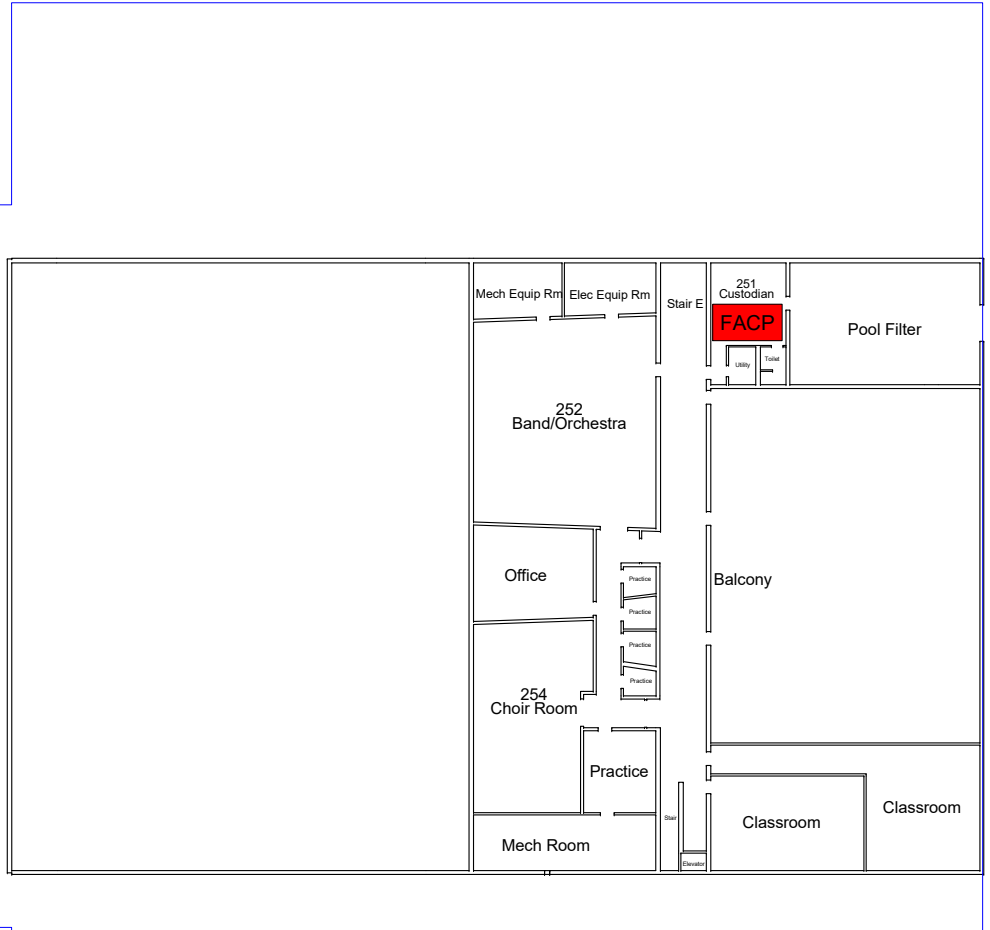 251
Custodian
Mech Equip Rm
Elec Equip Rm
Stair E
FACP
Pool Filter
Utility
Toilet
252
Band/Orchestra
Office
Practice
Balcony
Practice
Practice
Practice
254
Choir Room
Practice
Classroom
Classroom
Stair
Mech Room
Elevator